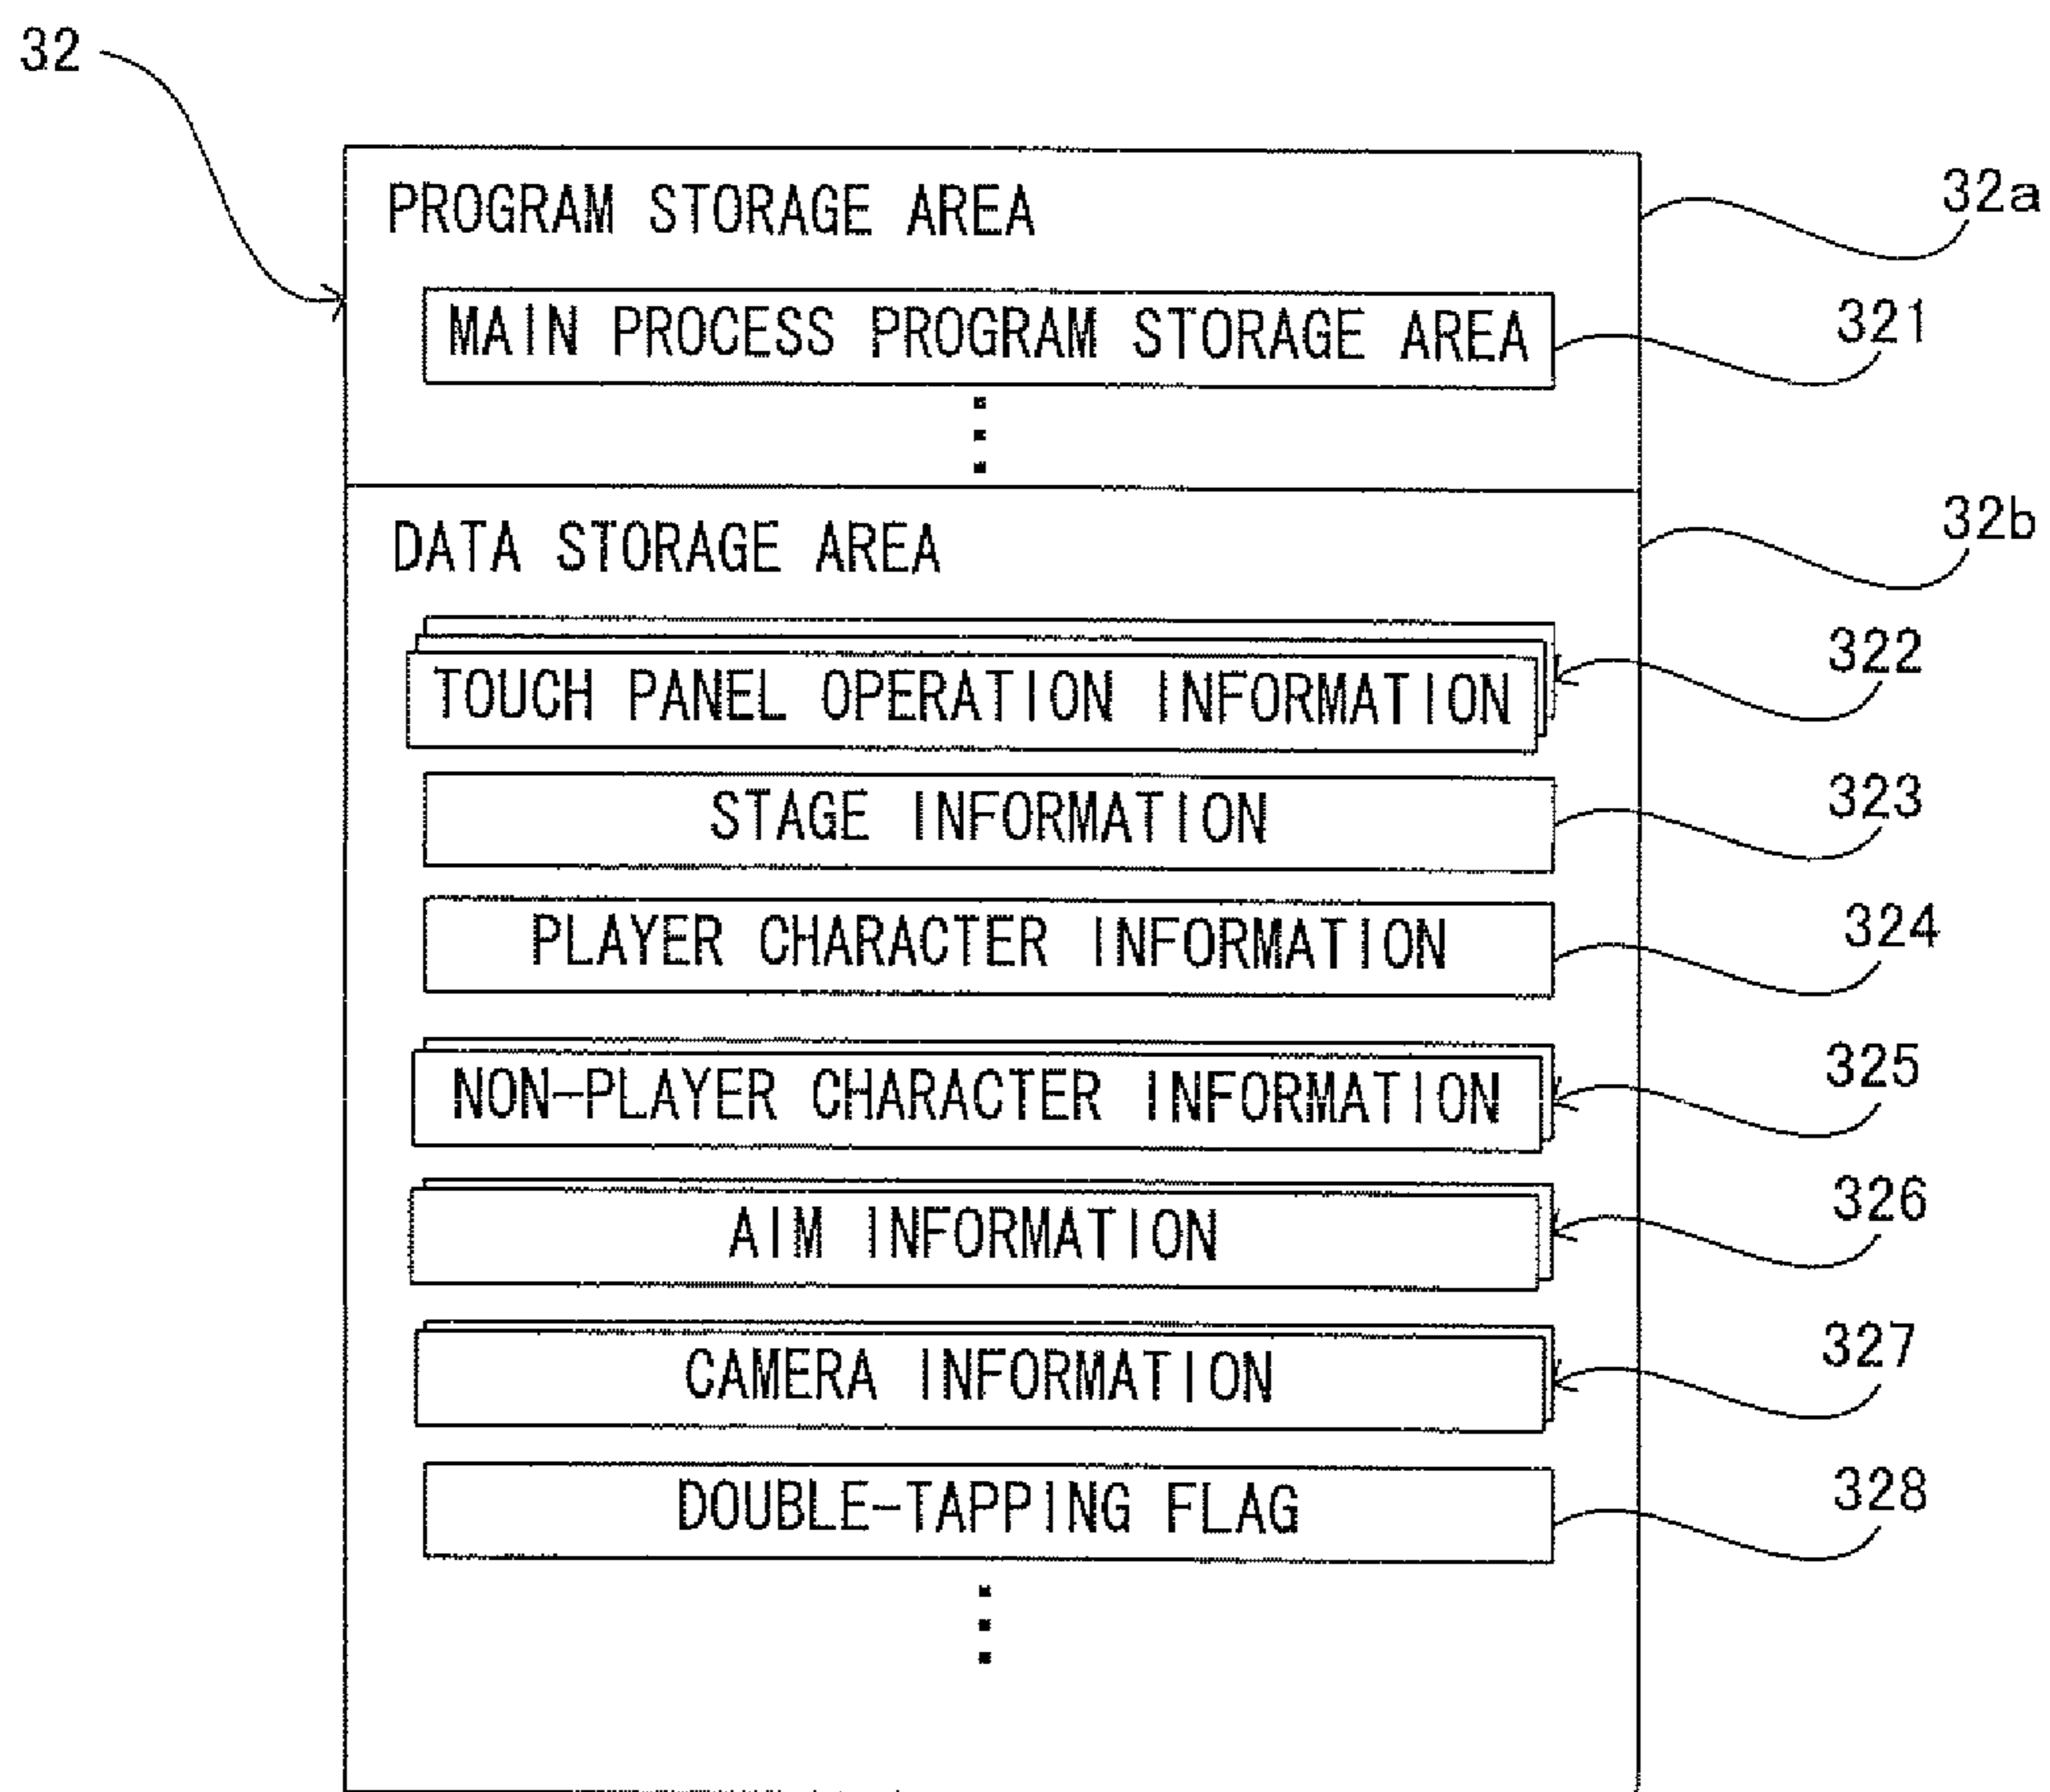 32
PROGRAM STORAGE AREA
32a
MAIN PROCESS PROGRAM STORAGE AREA
321
DATA STORAGE AREA
32b
TOUCH PANEL OPERATION INFORMATION
322
STAGE INFORMATION
323
PLAYER CHARACTER INFORMATION
324
NON-PLAYER CHARACTER INFORMATION
325
AIM INFORMATION
326
CAMERA INFORMATION
327
DOUBLE-TAPPING FLAG
328